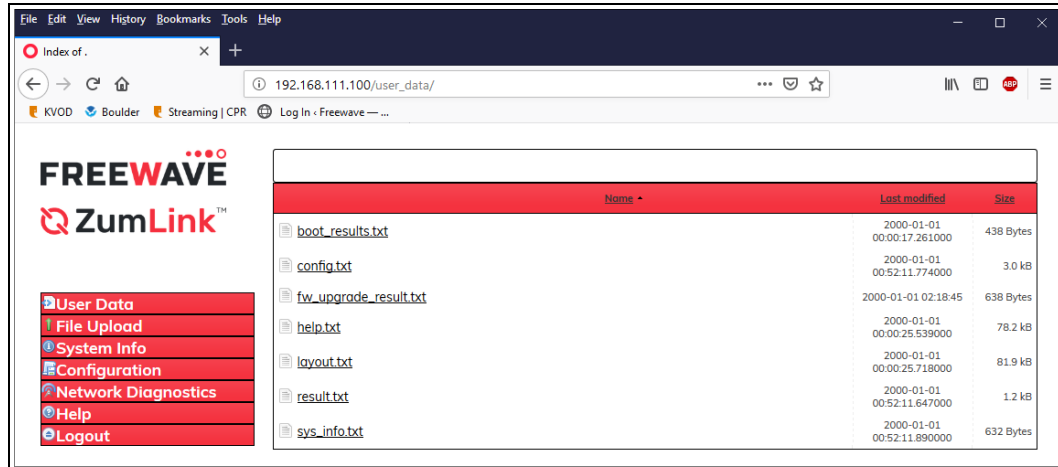 File Edit View History Bookmarks Tools Help
Index of .
192.168.111.100/user_data/
ABP
KVOD Boulder Streaming | CPR Log In ‹ Freewave — ...
FREEWAVE
ZumLink™
Name Last modified Size
boot_results.txt 2000-01-01 00:00:17.261000 438 Bytes
config.txt 2000-01-01 00:52:11.774000 3.0 kB
fw_upgrade_result.txt 2000-01-01 02:18:45 638 Bytes
help.txt 2000-01-01 00:00:25.539000 78.2 kB
layout.txt 2000-01-01 00:00:25.718000 81.9 kB
result.txt 2000-01-01 00:52:11.647000 1.2 kB
sys_info.txt 2000-01-01 00:52:11.890000 632 Bytes
User Data
File Upload
System Info
Configuration
Network Diagnostics
Help
Logout